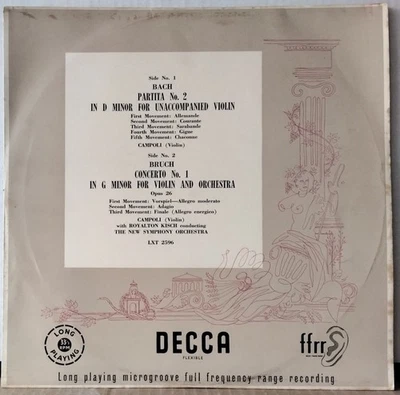 Side No. 1
BACH
PARTITA No. 2
IN D MINOR FOR UNACCOMPANIED VIOLIN
First Movement: Allemande
Second Movement: Courante
Third Movement: Sarabande
Fourth Movement: Gigue
Fifth Movement: Chaconne
CAMPOLI (Violin)
Side No. 2
BRUCH
CONCERTO No. 1
IN G MINOR FOR VIOLIN AND ORCHESTRA
Opus 26
First Movement: Vorspiel—Allegro moderato
Second Movement: Adagio
Third Movement: Finale (Allegro energico)
CAMPOLI (Violin)
with ROYALTON KISCH conducting
THE NEW SYMPHONY ORCHESTRA
LXT 2596
LONG
33⅓
RPM
PLAYING
DECCA
FLEXIBLE
ffrr
Long playing microgroove full frequency range recording